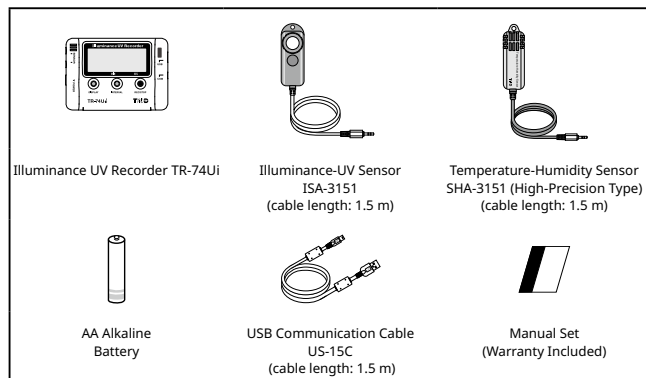 Illuminance UV Recorder
TR-74Ui
T&D
Illuminance UV Recorder TR-74Ui
Illuminance-UV Sensor
ISA-3151
(cable length: 1.5 m)
Temperature-Humidity Sensor
SHA-3151 (High-Precision Type)
(cable length: 1.5 m)
AA Alkaline
Battery
USB Communication Cable
US-15C
(cable length: 1.5 m)
Manual Set
(Warranty Included)